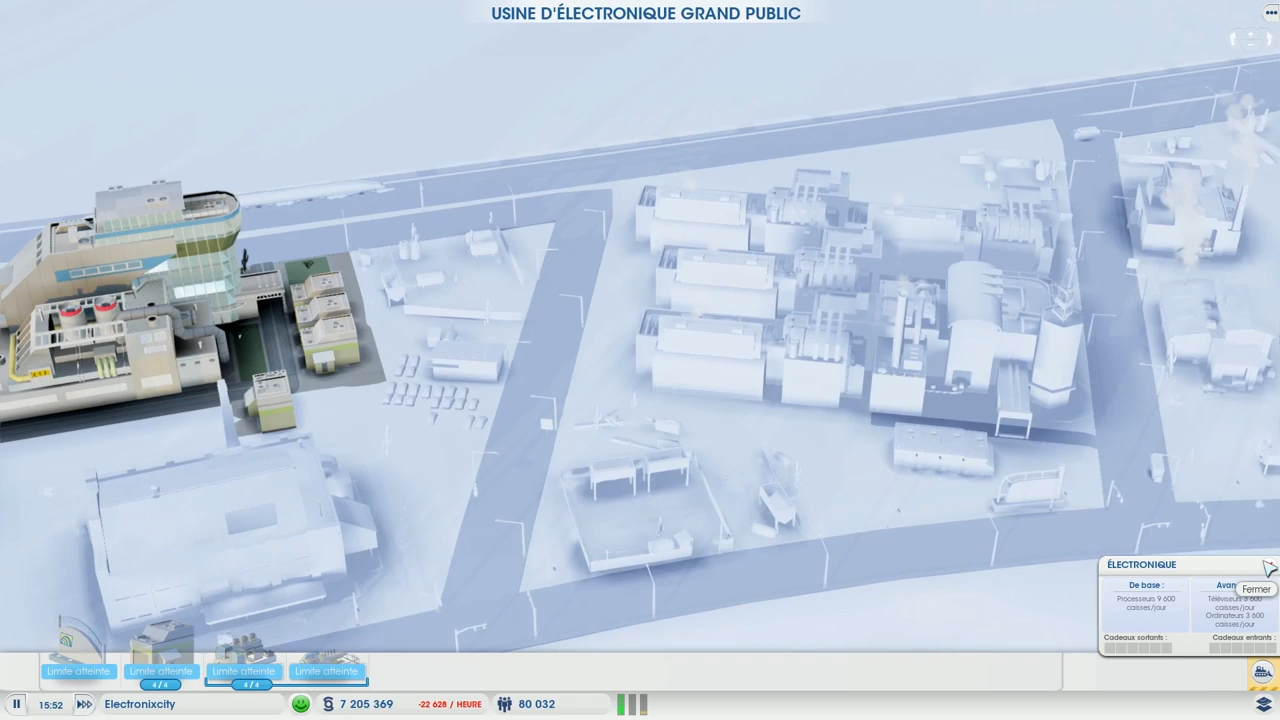 USINE D'ÉLECTRONIQUE GRAND PUBLIC
ÉLECTRONIQUE
De base :
Processeurs 9 600
caisses/jour
Téléviseurs 3 600
caisses/jour
Ordinateurs 3 600
caisses/jour
Fermer
Cadeaux sortants :
Cadeaux entrants :
Limite atteinte
Limite atteinte
Limite atteinte
Limite atteinte
4 / 4
4 / 4
15:52
Electronixcity
7 205 369
-22 628 / HEURE
80 032